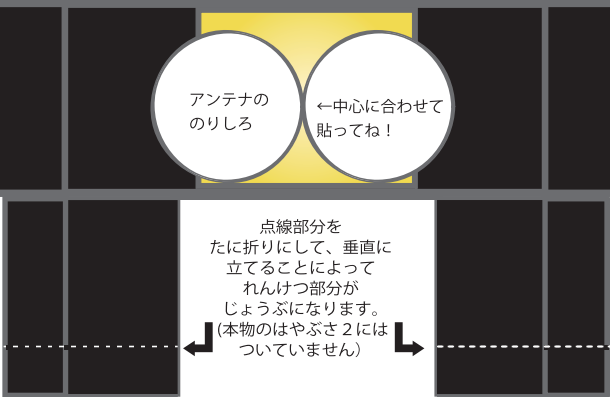 アンテナの
のりしろ
←中心に合わせて
貼ってね！
点線部分を
たに折りにして、垂直に
立てることによって
れんけつ部分が
じょうぶになります。
(本物のはやぶさ２には
ついていません）